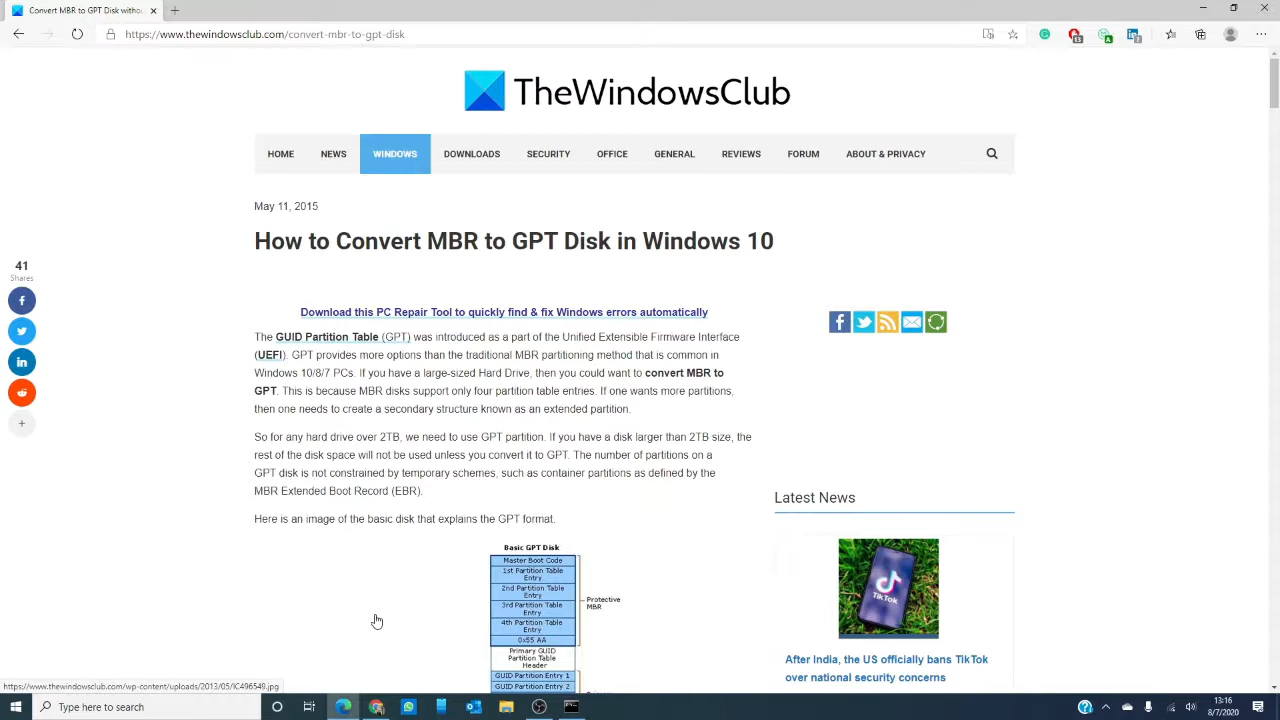 Convert MBR to GPT Disk withou
https://www.thewindowsclub.com/convert-mbr-to-gpt-disk
TheWindowsClub
HOME NEWS WINDOWS DOWNLOADS SECURITY OFFICE GENERAL REVIEWS FORUM ABOUT & PRIVACY
May 11, 2015
How to Convert MBR to GPT Disk in Windows 10
41
Shares
Download this PC Repair Tool to quickly find & fix Windows errors automatically
The GUID Partition Table (GPT) was introduced as a part of the Unified Extensible Firmware Interface
(UEFI). GPT provides more options than the traditional MBR partitioning method that is common in
Windows 10/8/7 PCs. If you have a large-sized Hard Drive, then you could want to convert MBR to
GPT. This is because MBR disks support only four partition table entries. If one wants more partitions,
then one needs to create a secondary structure known as an extended partition.
So for any hard drive over 2TB, we need to use GPT partition. If you have a disk larger than 2TB size, the
rest of the disk space will not be used unless you convert it to GPT. The number of partitions on a
GPT disk is not constrained by temporary schemes, such as container partitions as defined by the
MBR Extended Boot Record (EBR).
Here is an image of the basic disk that explains the GPT format.
Basic GPT Disk
Master Boot Code
1st Partition Table
Entry
2nd Partition Table
Entry
3rd Partition Table
Entry
4th Partition Table
Entry
0x55 AA
Protective
MBR
Primary GUID
Partition Table
Header
GUID Partition Entry 1
GUID Partition Entry 2
Latest News
TikTok
After India, the US officially bans TikTok
over national security concerns
https://www.thewindowsclub.com/wp-content/uploads/2013/05/IC496549.jpg
Type here to search
13:16
8/7/2020